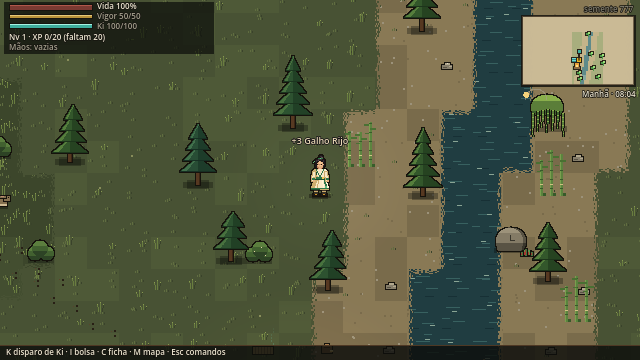 Vida 100%
Vigor 50/50
Ki 100/100
Nv 1 · XP 0/20 (faltam 20)
Mãos: vazias
semente 777
Manhã · 08:04
+3 Galho Rijo
K disparo de Ki · I bolsa · C ficha · M mapa · Esc comandos